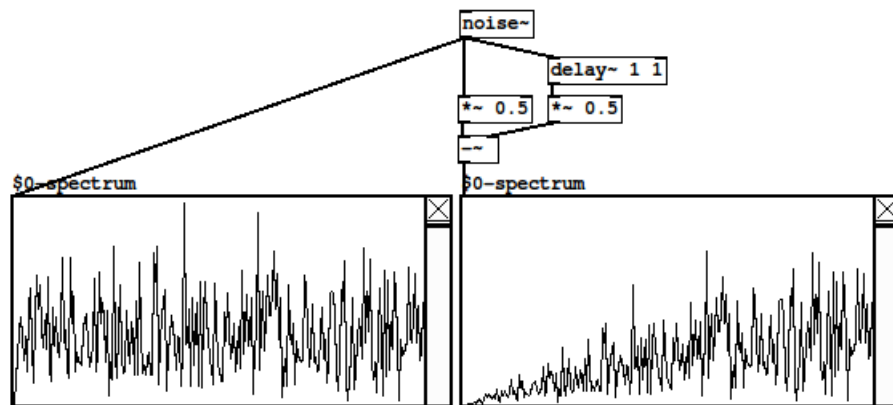 noise~
delay~ 1 1
*~ 0.5
*~ 0.5
-~
$0-spectrum
$0-spectrum